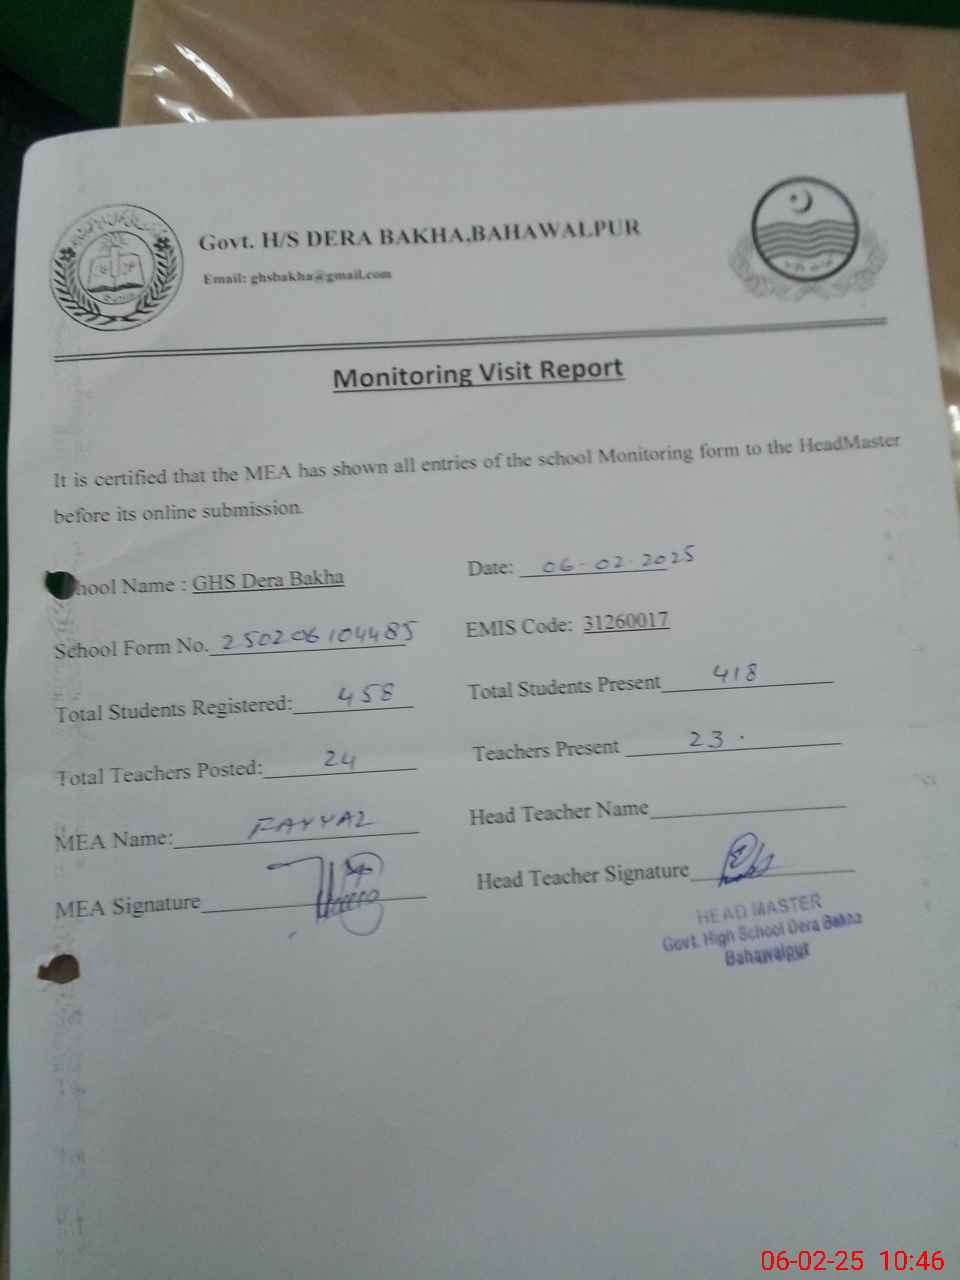 Govt. H/S DERA BAKHA,BAHAWALPUR
Email: ghsbakha@gmail.com
Monitoring Visit Report
It is certified that the MEA has shown all entries of the school Monitoring form to the HeadMaster
before its online submission.
hool Name : GHS Dera Bakha Date: 06-02-2025
School Form No. 250206104485 EMIS Code: 31260017
Total Students Registered: 458 Total Students Present 418
Total Teachers Posted: 24 Teachers Present 23.
MEA Name: FAYYAZ Head Teacher Name
MEA Signature Head Teacher Signature
HEAD MASTER
Govt. High School Dera Bakha
Bahawalpur
06-02-25 10:46